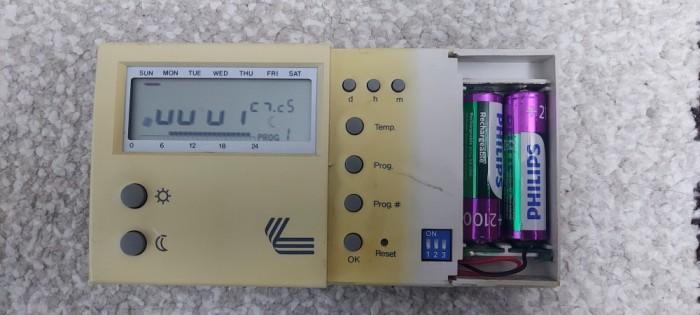 SUN MON TUE WED THU FRI SAT
PROG 1
0 6 12 18 24
d h m
Temp.
Prog.
Prog. #
OK Reset
ON
1 2 3
Rechargeable
PHILIPS
2100
PHILIPS